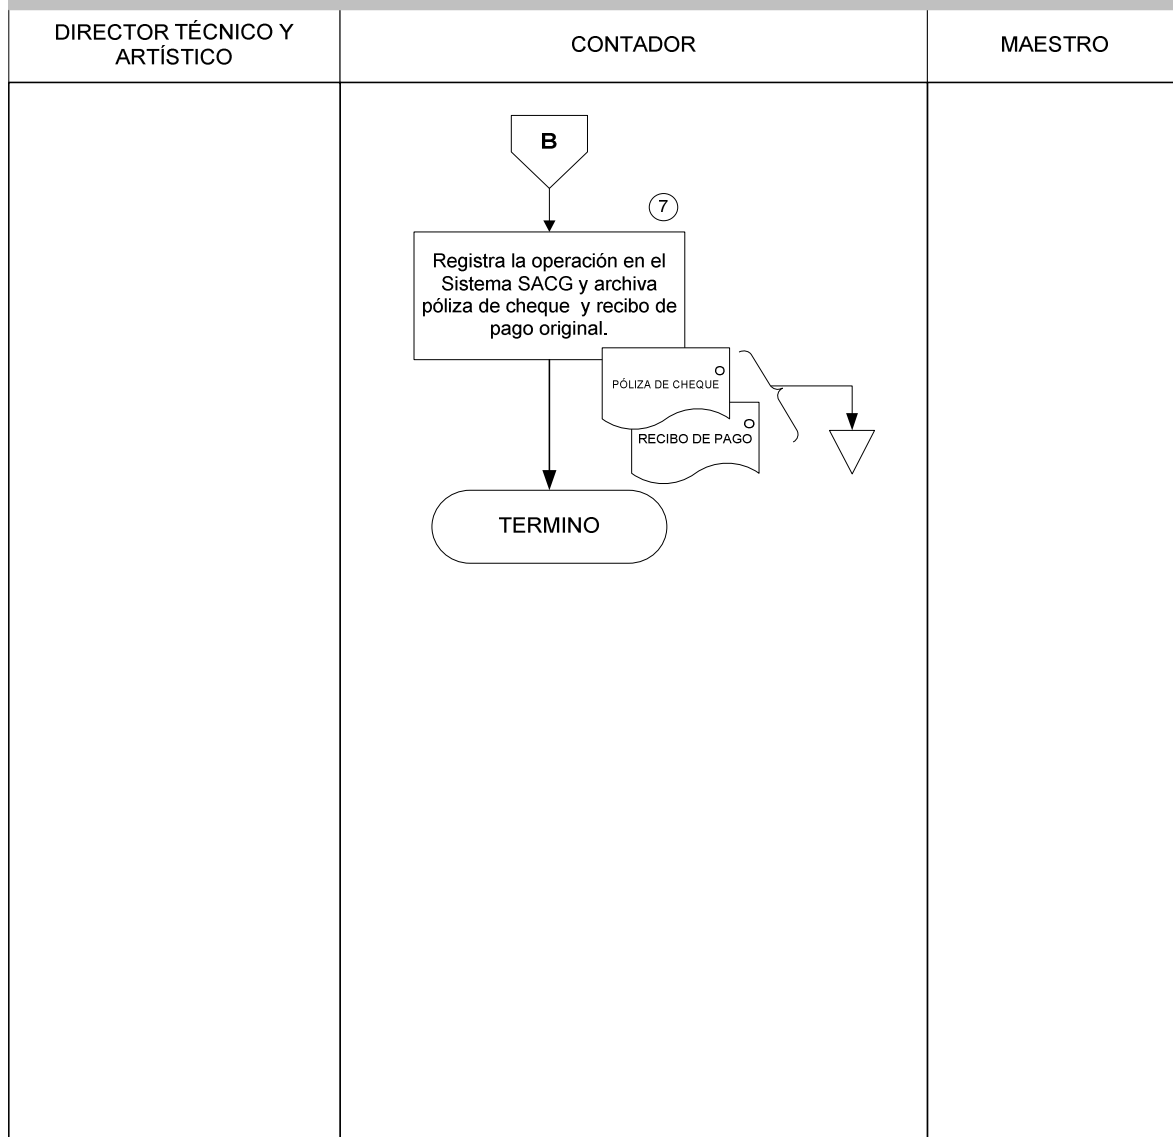 DIRECTOR TÉCNICO Y
ARTÍSTICO
CONTADOR
MAESTRO
B
7
Registra la operación en el
Sistema SACG y archiva
póliza de cheque y recibo de
pago original.
O
PÓLIZA DE CHEQUE
O
RECIBO DE PAGO
TERMINO